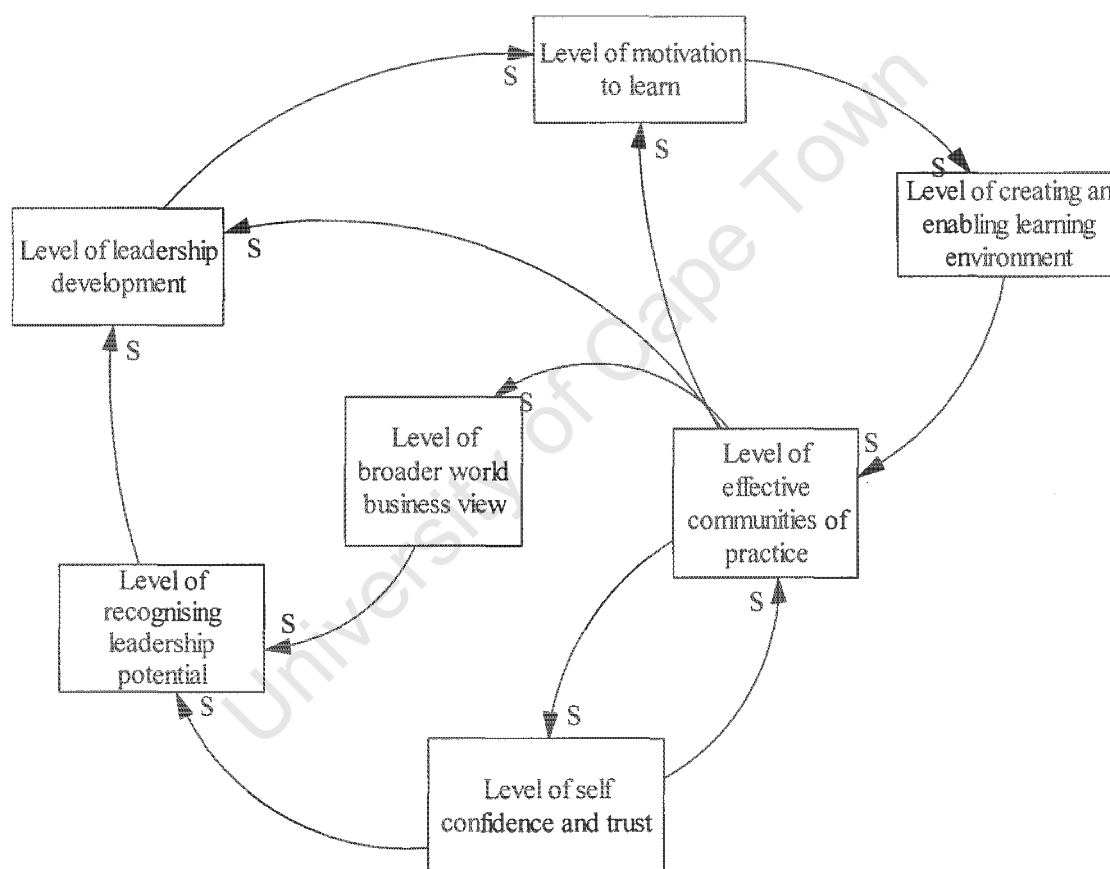 Level of motivation
to learn
S
S
S
Level of creating an
enabling learning
environment
Level of leadership
development
S
S
S
Level of
broader world
business view
Level of
effective
communities of
practice
S
Level of
recognising
leadership
potential
S
S
S
S
Level of self
confidence and trust
University of Cape Town